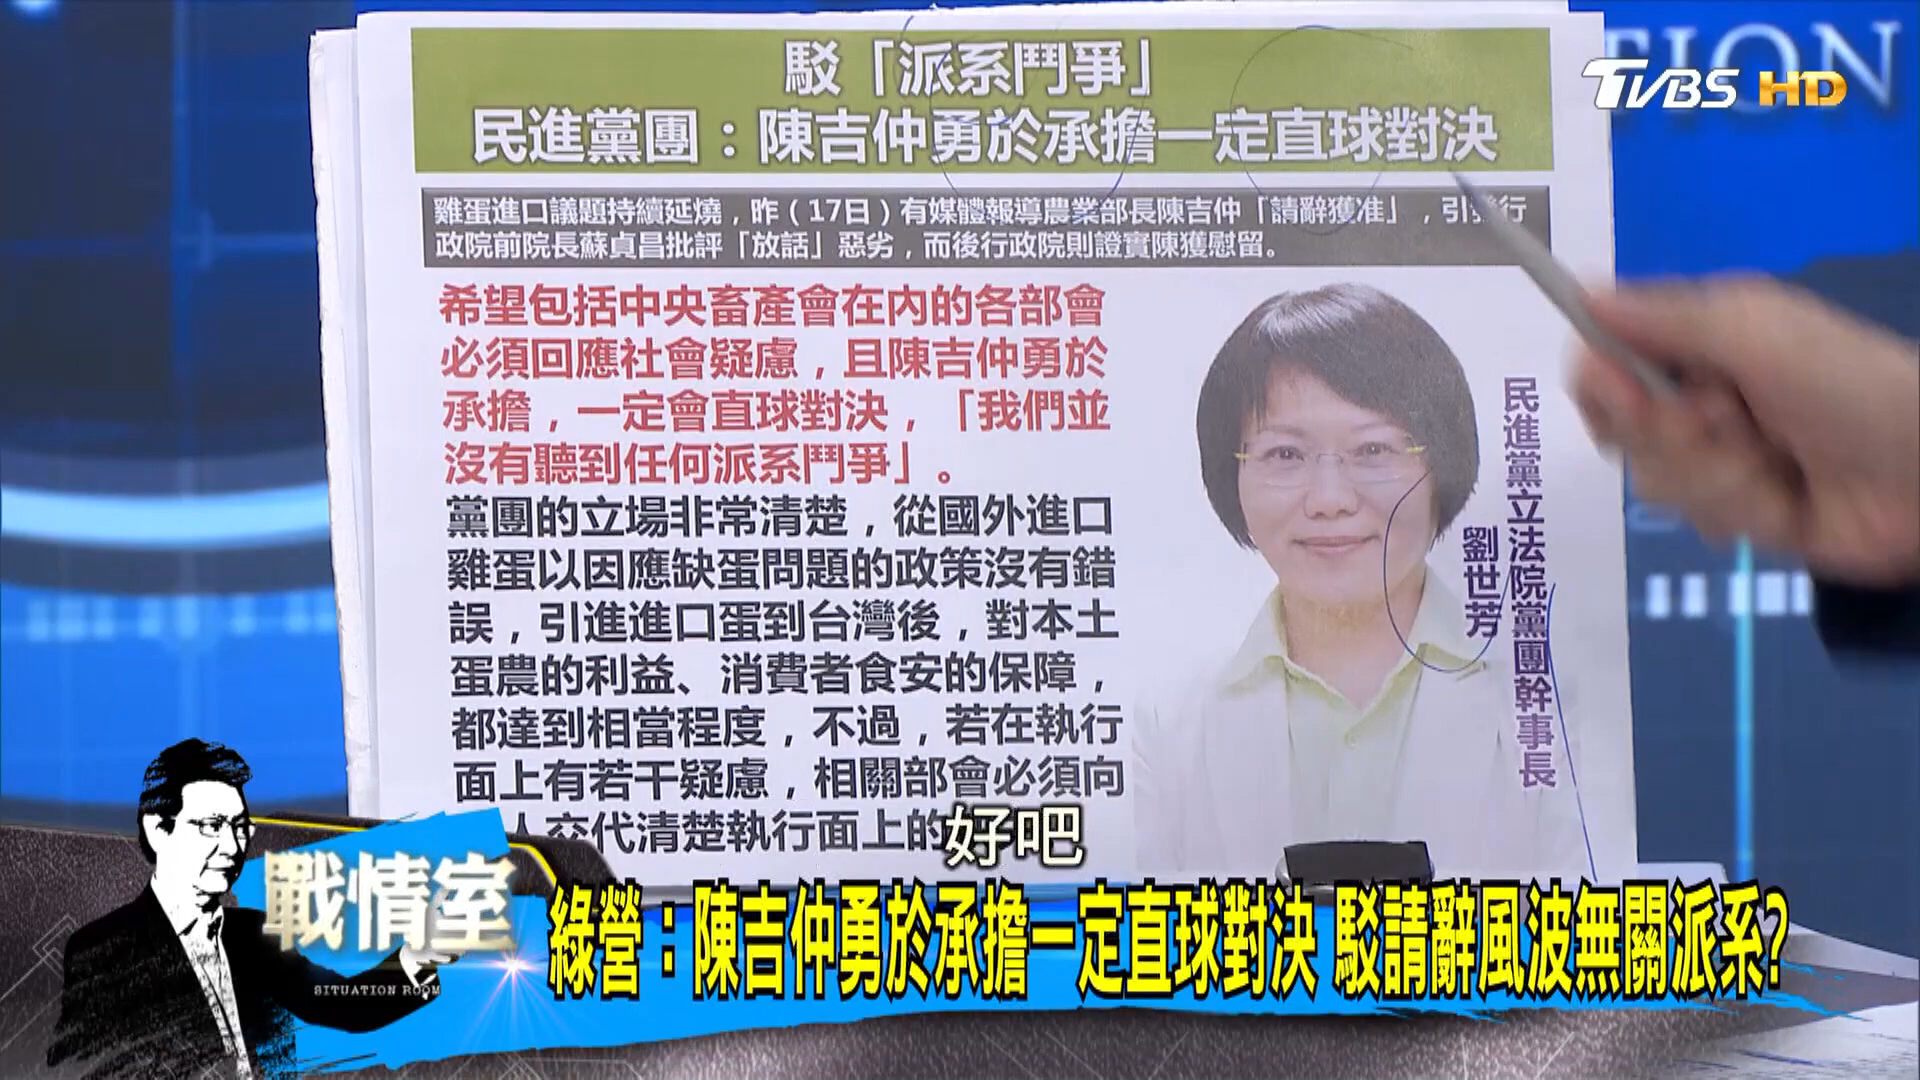 TION
TVBS HD
駁「派系鬥爭」
民進黨團：陳吉仲勇於承擔一定直球對決
雞蛋進口議題持續延燒，昨（17日）有媒體報導農業部長陳吉仲「請辭獲准」，引發行
政院前院長蘇貞昌批評「放話」惡劣，而後行政院則證實陳獲慰留。
希望包括中央畜產會在內的各部會
必須回應社會疑慮，且陳吉仲勇於
承擔，一定會直球對決，「我們並
沒有聽到任何派系鬥爭」。
黨團的立場非常清楚，從國外進口
雞蛋以因應缺蛋問題的政策沒有錯
誤，引進進口蛋到台灣後，對本土
蛋農的利益、消費者食安的保障，
都達到相當程度，不過，若在執行
面上有若干疑慮，相關部會必須向
人交代清楚執行面上的
民進黨立法院黨團幹事長
劉世芳
好吧
戰情室
SITUATION ROOM
綠營：陳吉仲勇於承擔一定直球對決 駁請辭風波無關派系?